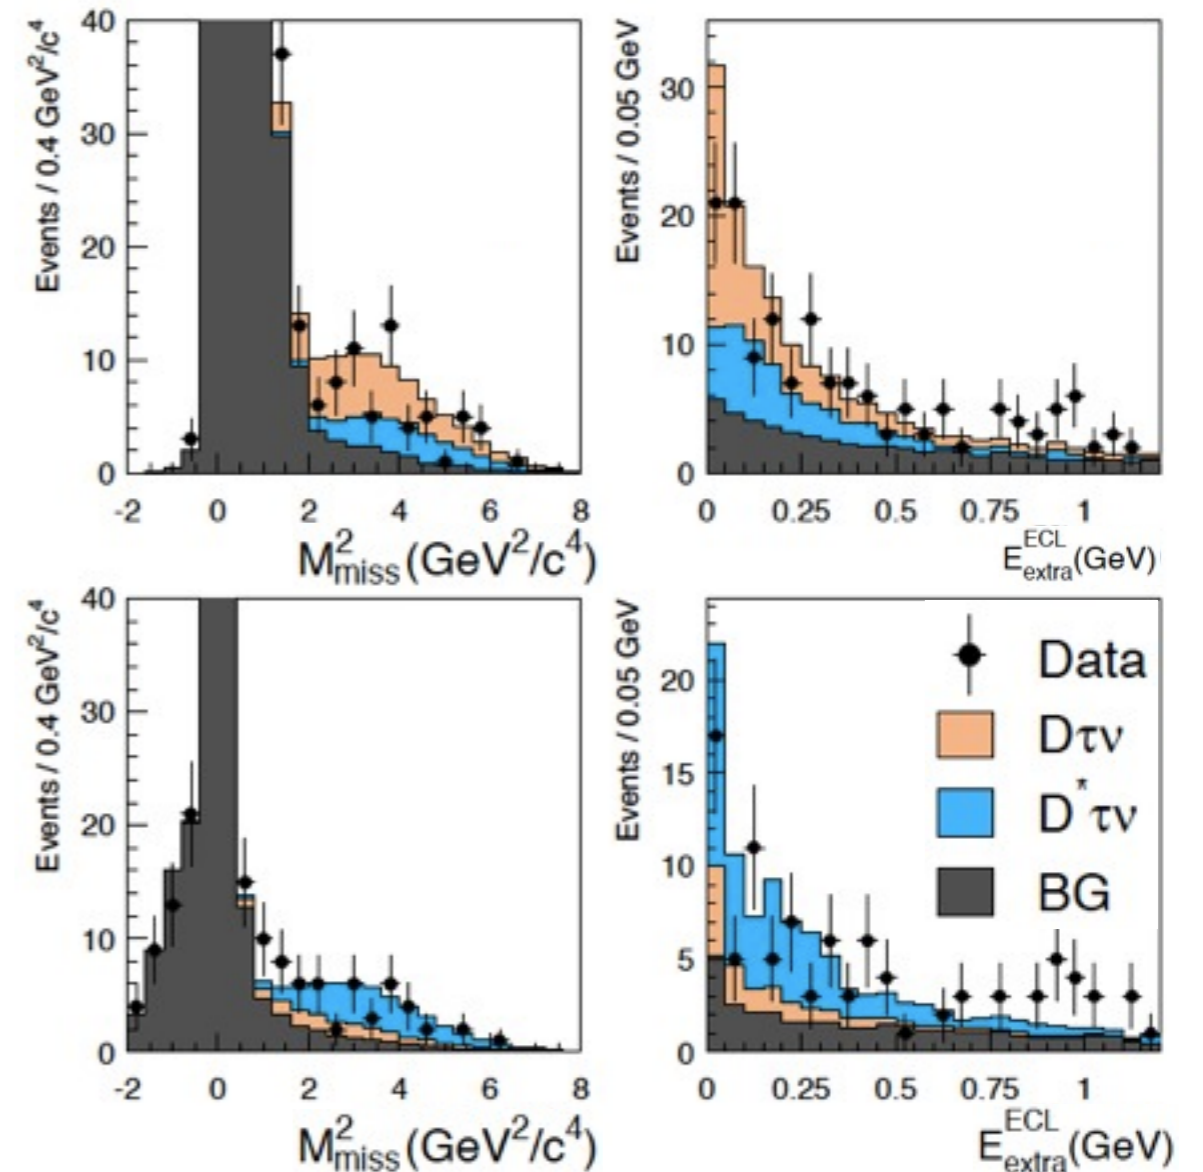 Events / 0.4 GeV²/c⁴
40
30
20
10
0
-2 0 2 4 6 8
M²miss(GeV²/c⁴)
Events / 0.05 GeV
30
20
10
0
0 0.25 0.5 0.75 1
E ECL extra(GeV)
Events / 0.4 GeV²/c⁴
40
30
20
10
0
-2 0 2 4 6 8
M²miss(GeV²/c⁴)
Events / 0.05 GeV
20
15
10
5
0
0 0.25 0.5 0.75 1
E ECL extra(GeV)
Data
Dτν
D*τν
BG